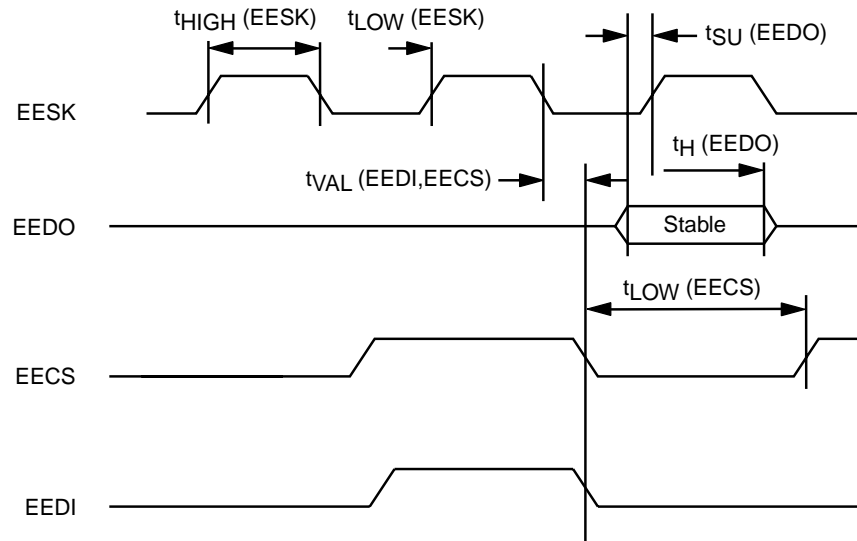 tHIGH (EESK)
tLOW (EESK)
tSU (EEDO)
EESK
tH (EEDO)
tVAL (EEDI,EECS)
EEDO
Stable
tLOW (EECS)
EECS
EEDI